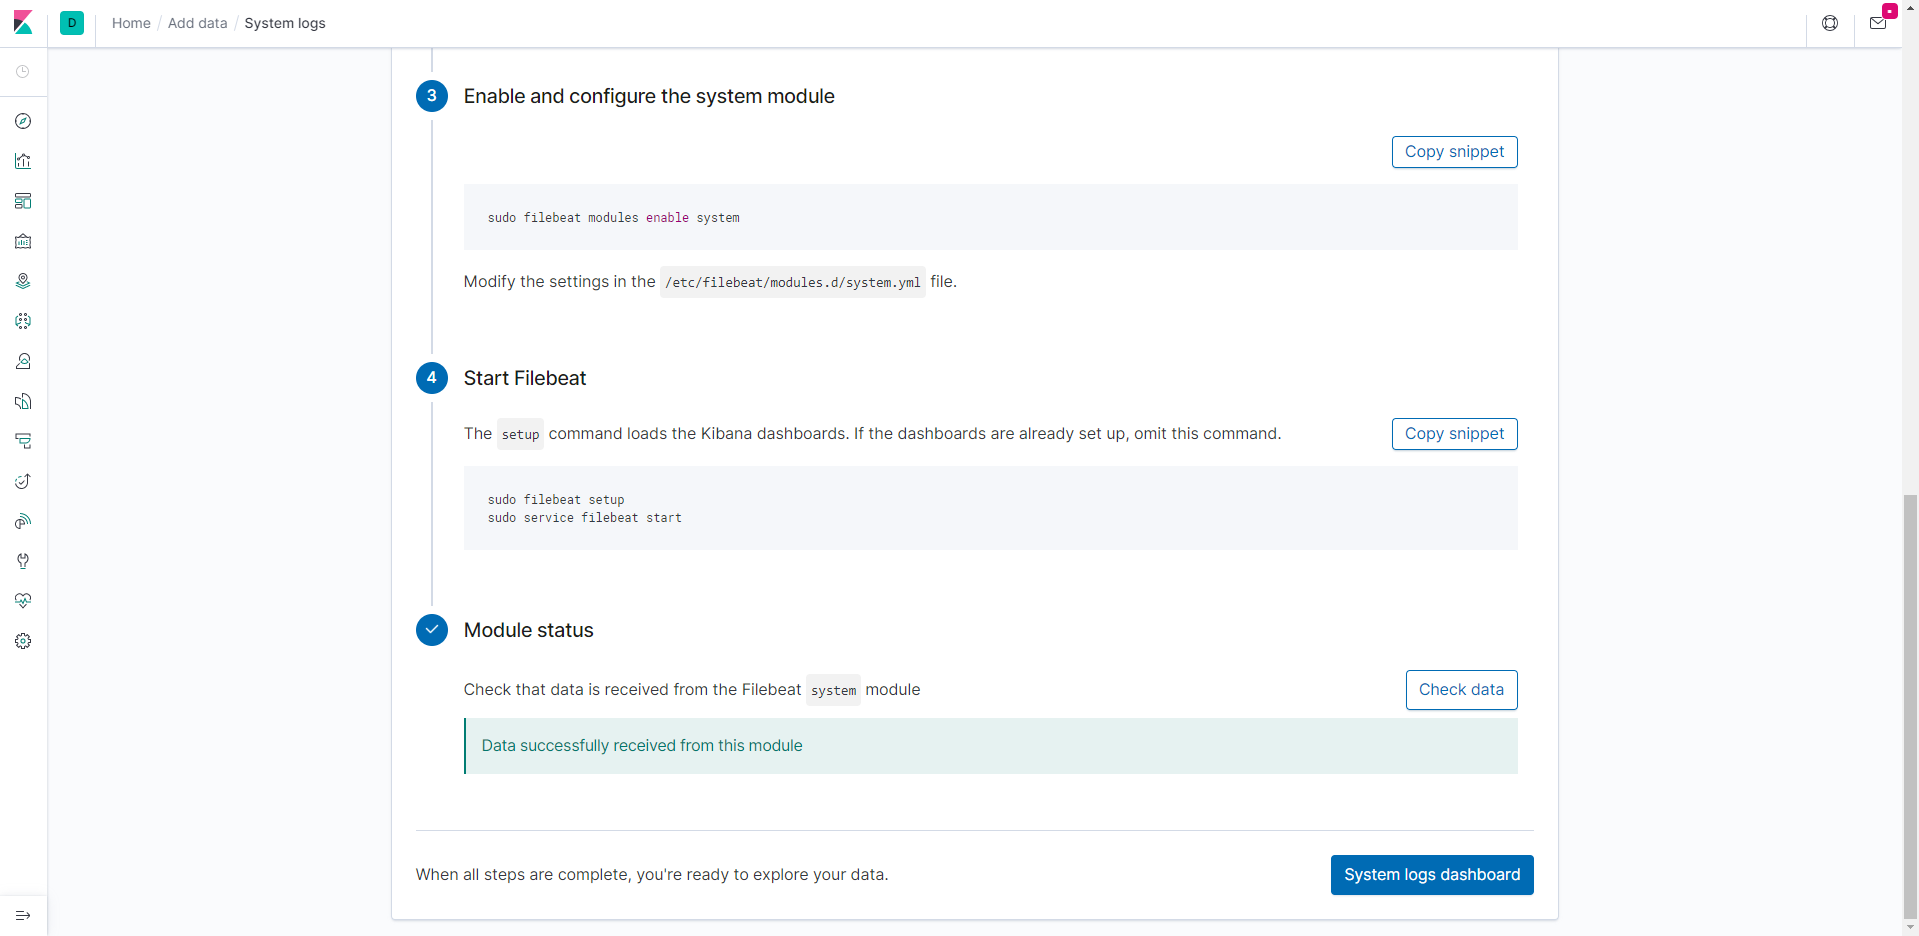 D
Home / Add data / System logs
3
Enable and configure the system module
Copy snippet
sudo filebeat modules enable system
Modify the settings in the /etc/filebeat/modules.d/system.yml file.
4
Start Filebeat
The setup command loads the Kibana dashboards. If the dashboards are already set up, omit this command.
Copy snippet
sudo filebeat setup
sudo service filebeat start
Module status
Check that data is received from the Filebeat system module
Check data
Data successfully received from this module
When all steps are complete, you're ready to explore your data.
System logs dashboard